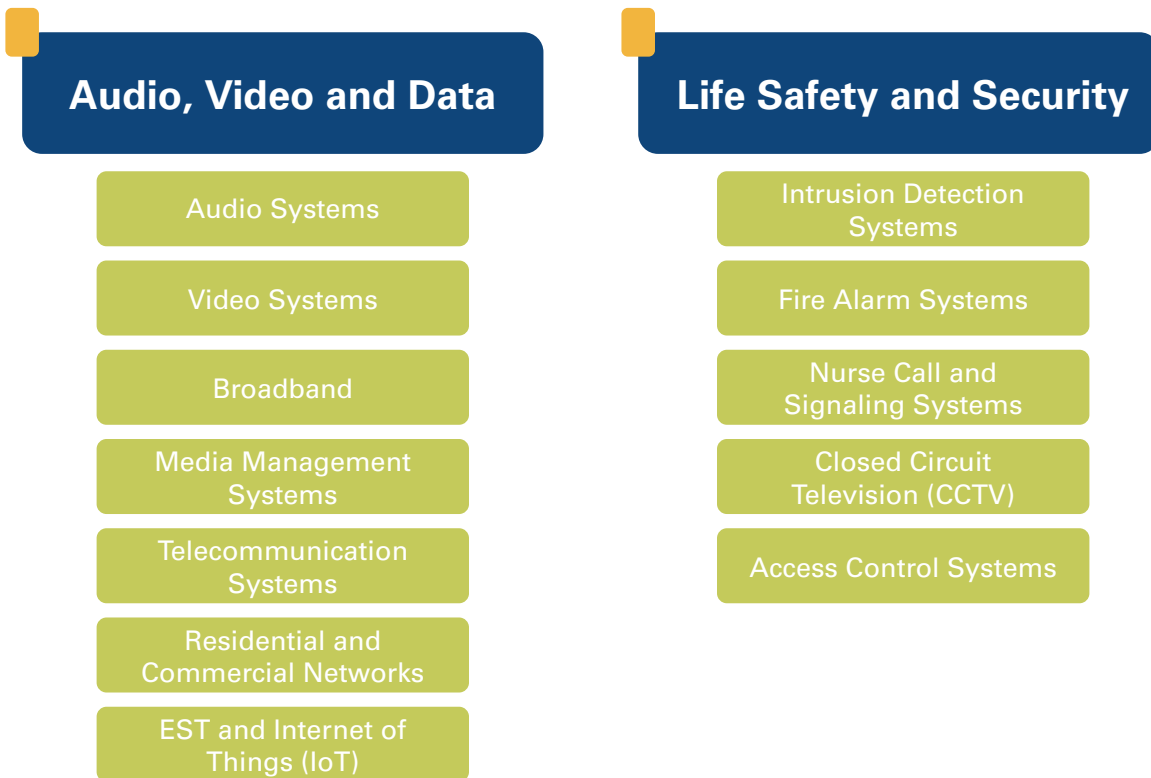 Audio, Video and Data
Audio Systems
Video Systems
Broadband
Media Management
Systems
Telecommunication
Systems
Residential and
Commercial Networks
EST and Internet of
Things (IoT)
Life Safety and Security
Intrusion Detection
Systems
Fire Alarm Systems
Nurse Call and
Signaling Systems
Closed Circuit
Television (CCTV)
Access Control Systems